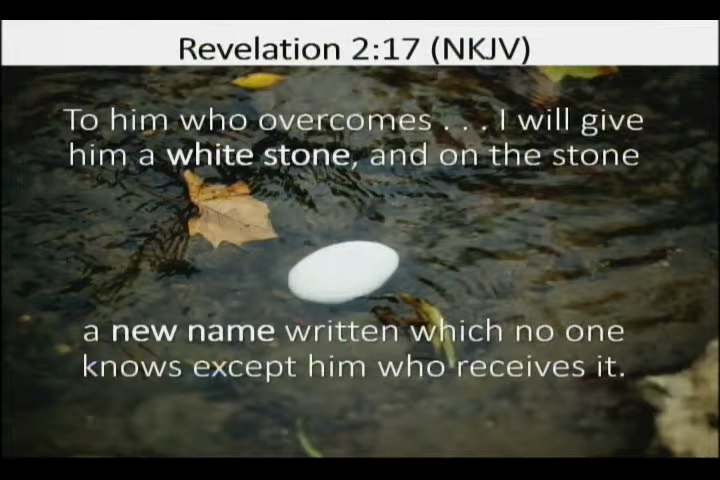 Revelation 2:17 (NKJV)
To him who overcomes . . . I will give
him a white stone, and on the stone
a new name written which no one
knows except him who receives it.